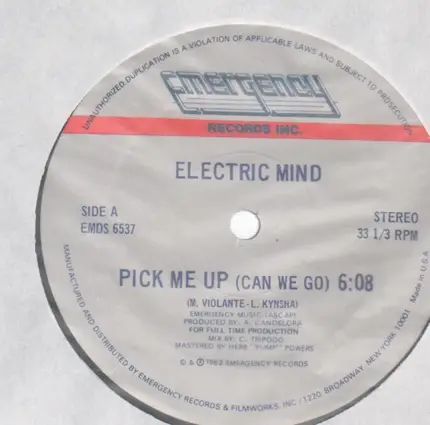 UNAUTHORIZED DUPLICATION IS A VIOLATION OF APPLICABLE LAWS AND SUBJECT TO PROSECUTION
emergency
RECORDS INC.
ELECTRIC MIND
SIDE A
EMDS 6537
STEREO
33 1/3 RPM
PICK ME UP (CAN WE GO) 6:08
(M. VIOLANTE-L. KYNSHA)
EMERGENCY MUSIC (ASCAP)
PRODUCED BY: A. CANDELORA
FOR FULL TIME PRODUCTION
MIX BY: C. TRIPODO
MASTERED BY HERB "PUMP" POWERS
© & ℗ 1982 EMERGENCY RECORDS
MANUFACTURED AND DISTRIBUTED BY EMERGENCY RECORDS & FILMWORKS, INC / 1220, BROADWAY, NEW YORK 10001 Made in U.S.A